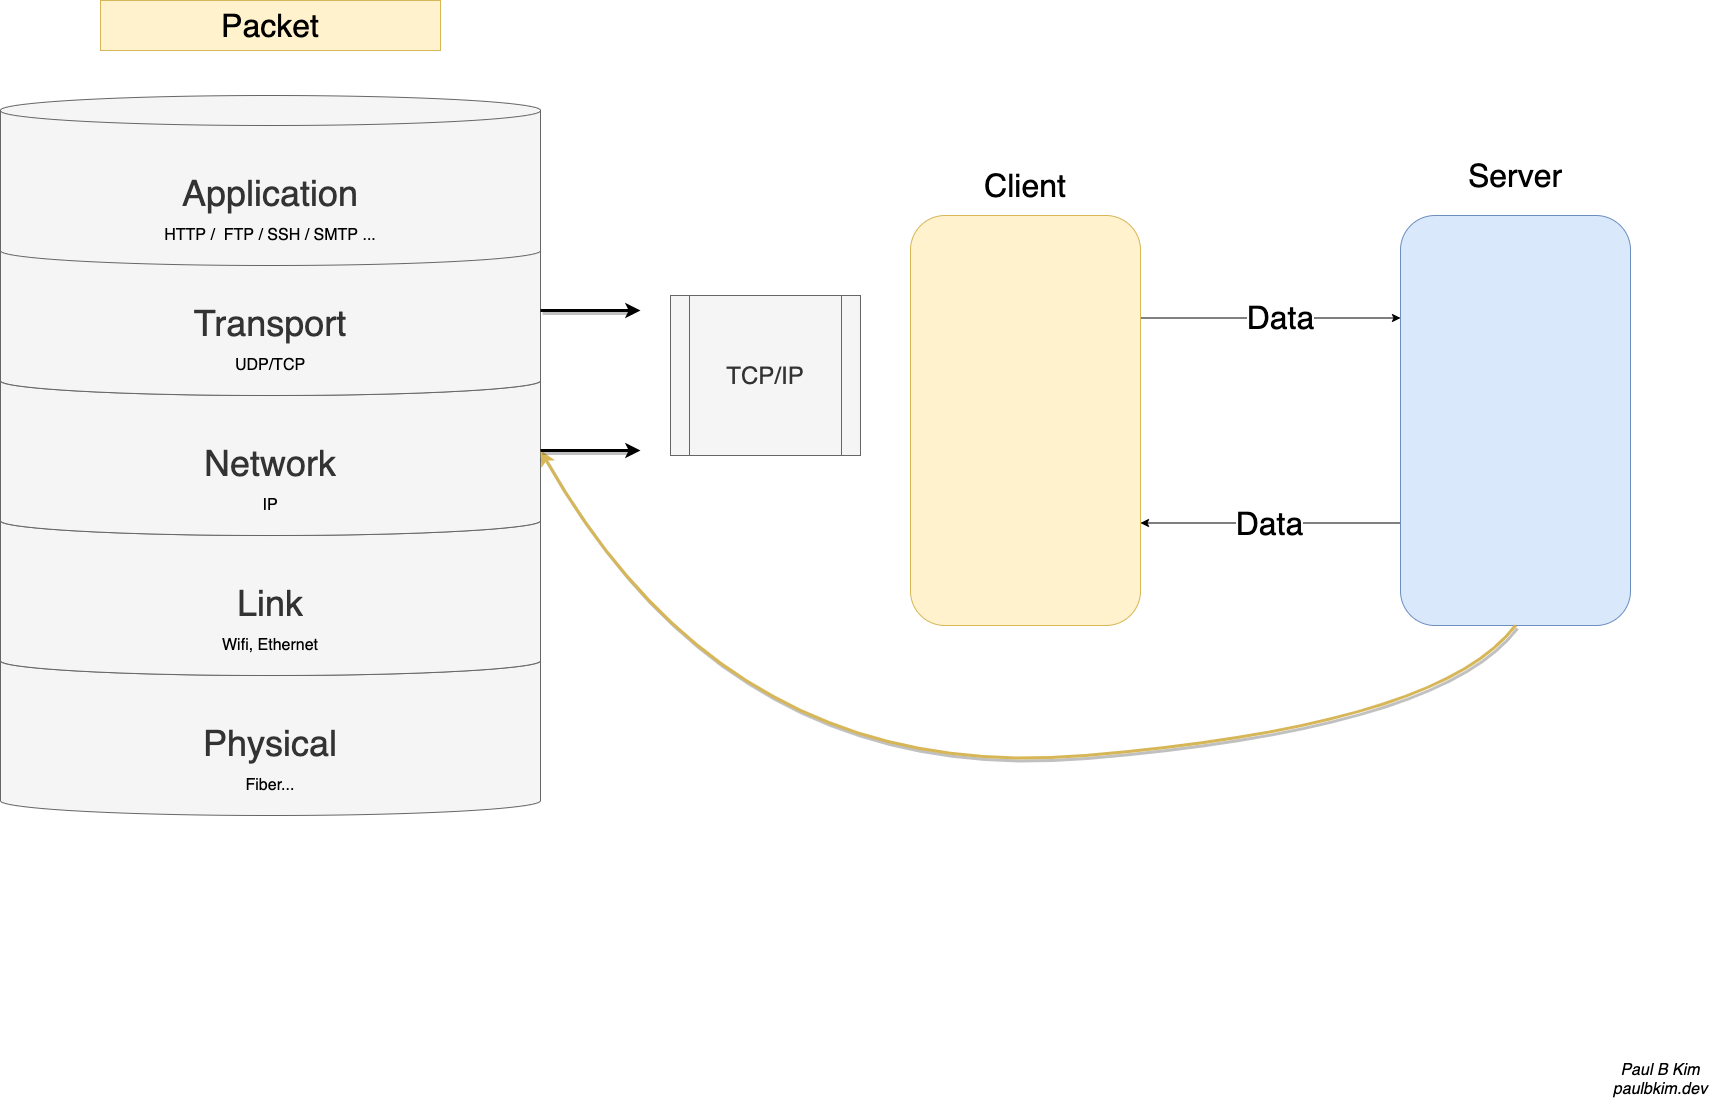 Packet
Application
HTTP /  FTP / SSH / SMTP ...
Transport
UDP/TCP
Network
IP
Link
Wifi, Ethernet
Physical
Fiber...
TCP/IP
Client
Server
Data
Data
Paul B Kim
paulbkim.dev